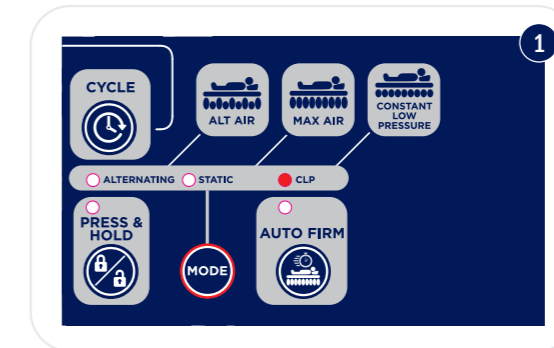 1
CYCLE
ALT AIR
MAX AIR
CONSTANT
LOW
PRESSURE
ALTERNATING
STATIC
CLP
PRESS &
HOLD
MODE
AUTO FIRM